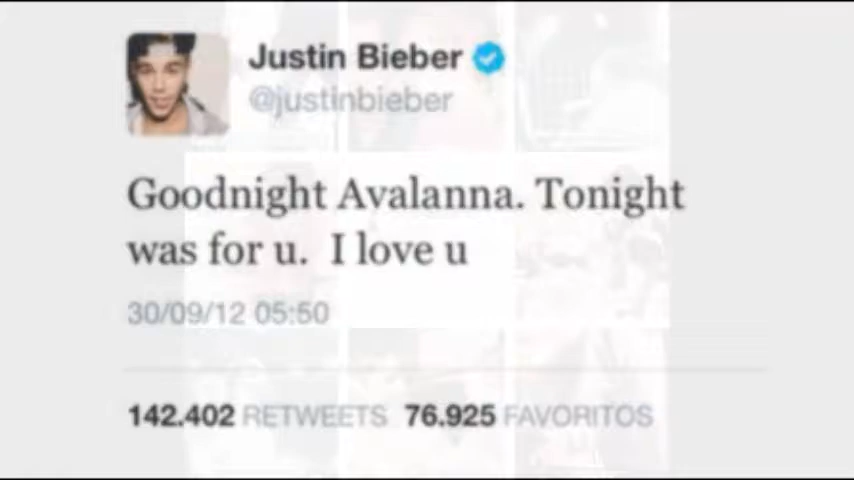 Justin Bieber
@justinbieber
Goodnight Avalanna. Tonight
was for u. I love u
30/09/12 05:50
142.402 RETWEETS 76.925 FAVORITOS